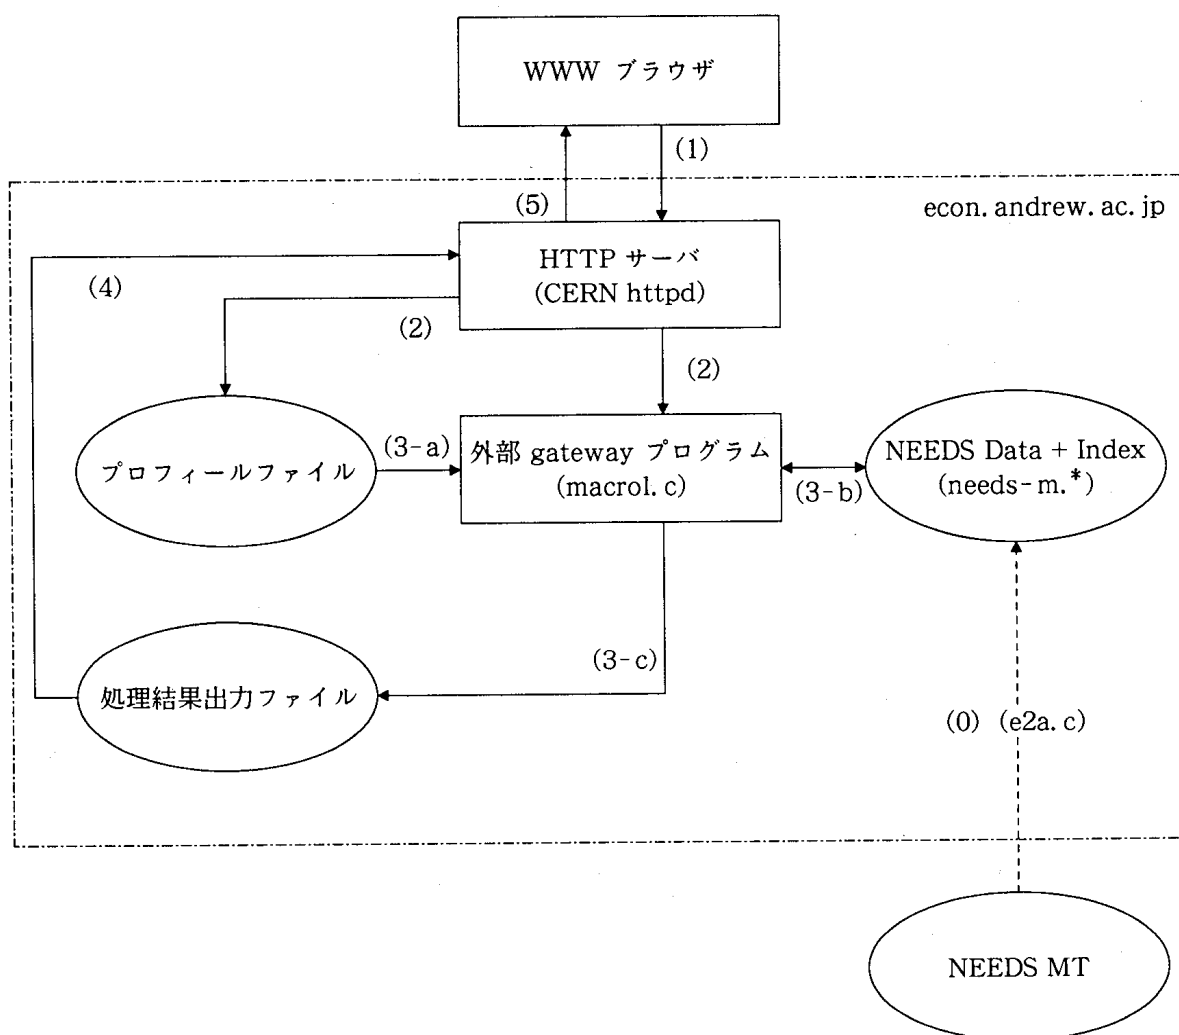 WWW ブラウザ
(1)
(5)
econ. andrew. ac. jp
HTTP サーバ
(CERN httpd)
(4)
(2)
(2)
プロフィールファイル
(3-a)
外部 gateway プログラム
(macrol. c)
(3-b)
NEEDS Data + Index
(needs-m.*)
(3-c)
処理結果出力ファイル
(0) (e2a. c)
NEEDS MT